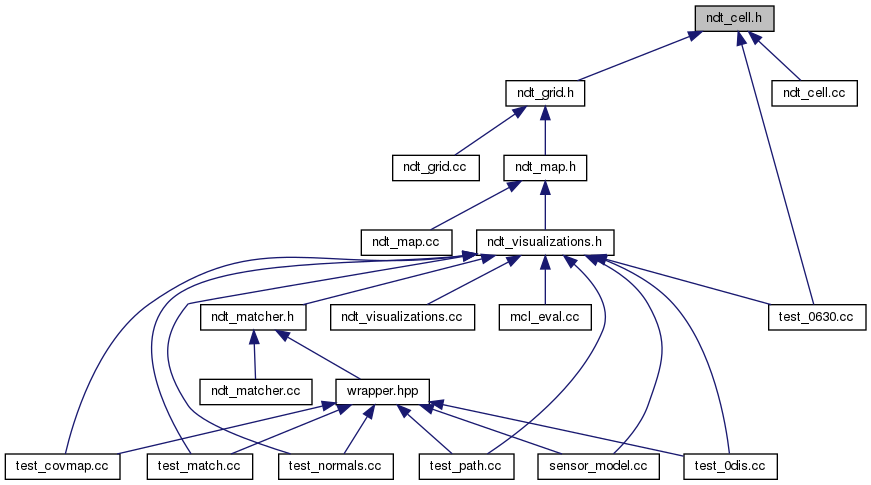 ndt_cell.h
ndt_grid.h
ndt_cell.cc
ndt_grid.cc
ndt_map.h
ndt_map.cc
ndt_visualizations.h
ndt_matcher.h
ndt_visualizations.cc
mcl_eval.cc
test_0630.cc
ndt_matcher.cc
wrapper.hpp
test_covmap.cc
test_match.cc
test_normals.cc
test_path.cc
sensor_model.cc
test_0dis.cc